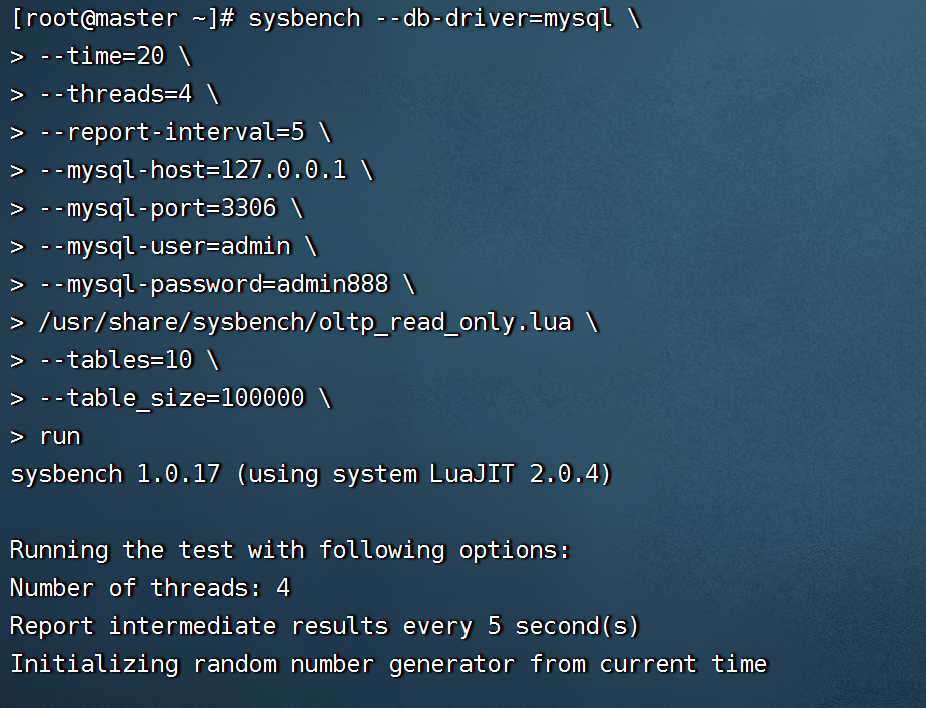 [root@master ~]# sysbench --db-driver=mysql \
> --time=20 \
> --threads=4 \
> --report-interval=5 \
> --mysql-host=127.0.0.1 \
> --mysql-port=3306 \
> --mysql-user=admin \
> --mysql-password=admin888 \
> /usr/share/sysbench/oltp_read_only.lua \
> --tables=10 \
> --table_size=100000 \
> run
sysbench 1.0.17 (using system LuaJIT 2.0.4)

Running the test with following options:
Number of threads: 4
Report intermediate results every 5 second(s)
Initializing random number generator from current time